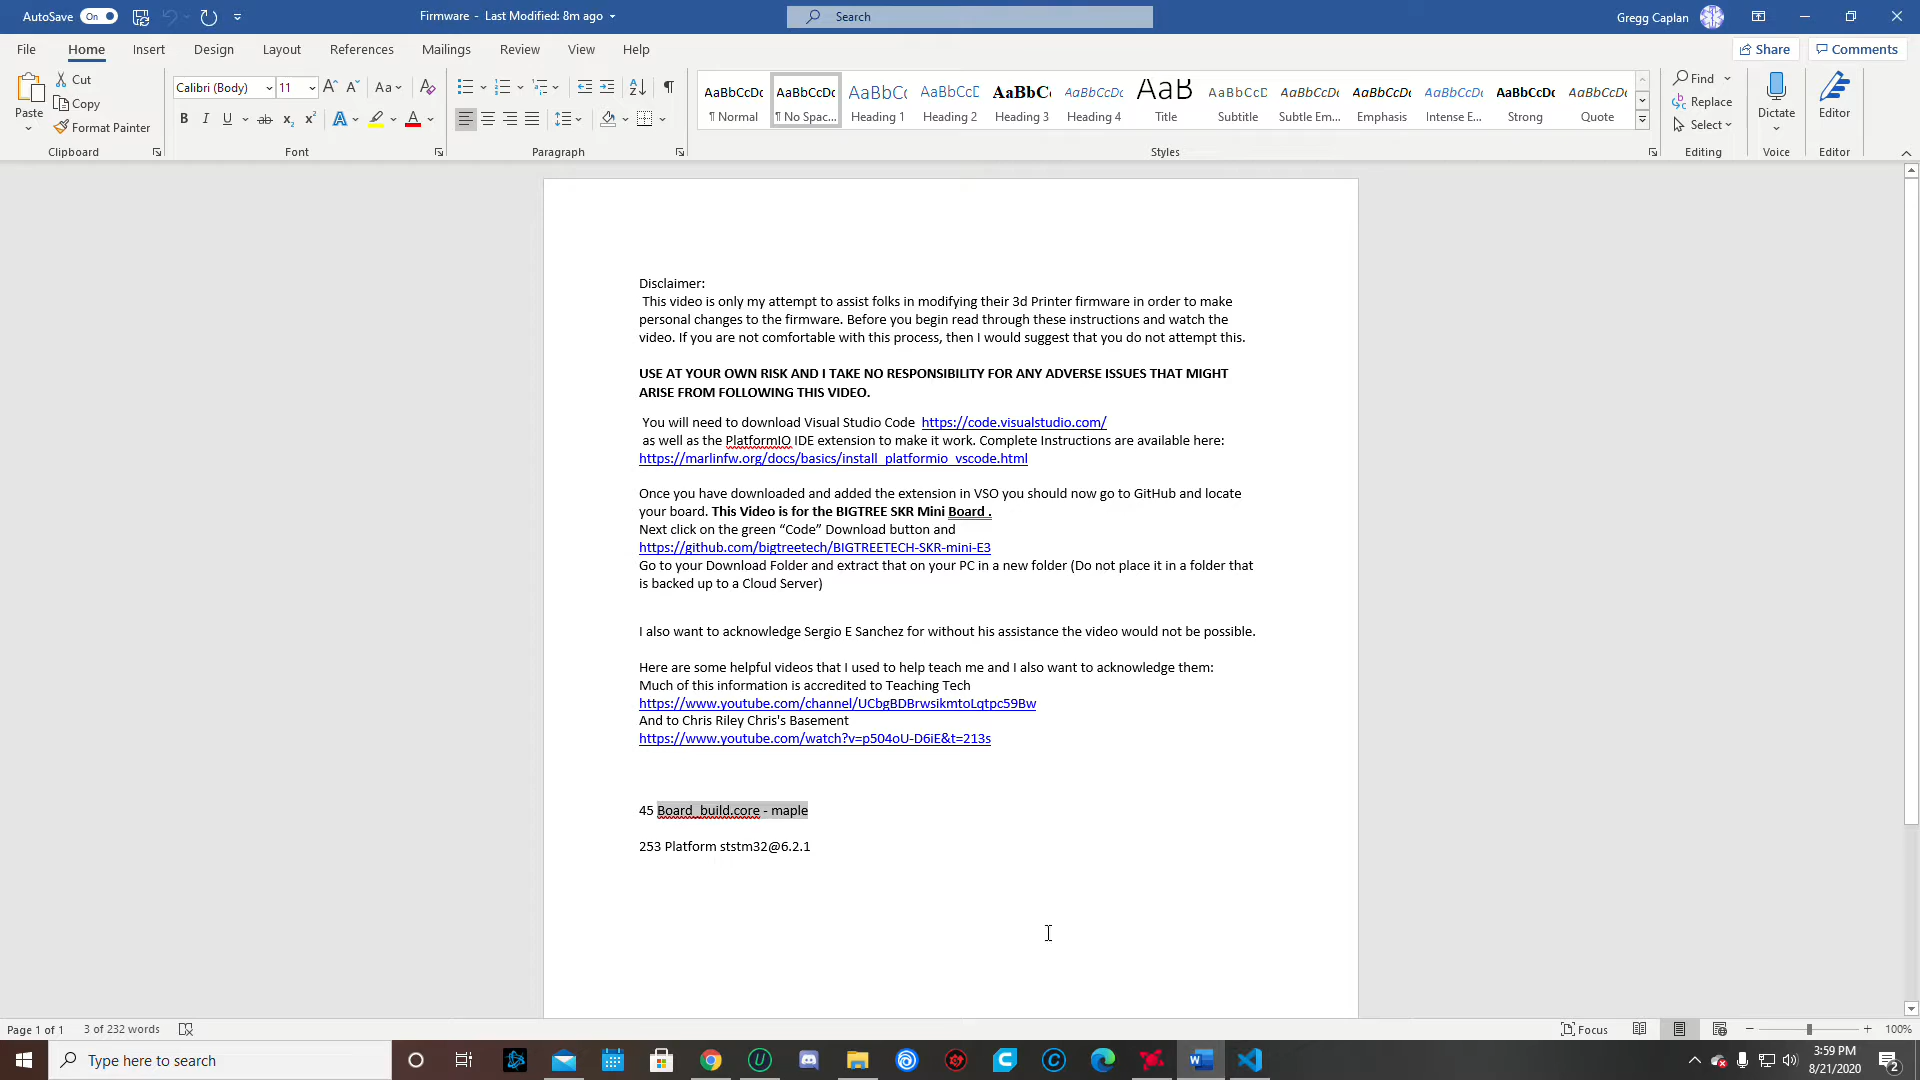 AutoSave On
Firmware - Last Modified: 8m ago
Search
Gregg Caplan
File Home Insert Design Layout References Mailings Review View Help
Share Comments
Paste
Cut
Copy
Format Painter
Calibri (Body) 11
AaBbCcDc AaBbCcDc AaBbC( AaBbCcD AaBbC( AaBbCcDc AaB AaBbCcD AaBbCcDc AaBbCcDc AaBbCcDc AaBbCcDc AaBbCcDc
¶ Normal ¶ No Spac... Heading 1 Heading 2 Heading 3 Heading 4 Title Subtitle Subtle Em... Emphasis Intense E... Strong Quote
Find
Replace
Select
Dictate
Editor
Clipboard Font Paragraph Styles Editing Voice Editor
Disclaimer:
This video is only my attempt to assist folks in modifying their 3d Printer firmware in order to make
personal changes to the firmware. Before you begin read through these instructions and watch the
video. If you are not comfortable with this process, then I would suggest that you do not attempt this.
USE AT YOUR OWN RISK AND I TAKE NO RESPONSIBILITY FOR ANY ADVERSE ISSUES THAT MIGHT
ARISE FROM FOLLOWING THIS VIDEO.
You will need to download Visual Studio Code https://code.visualstudio.com/
as well as the PlatformIO IDE extension to make it work. Complete Instructions are available here:
https://marlinfw.org/docs/basics/install_platformio_vscode.html
Once you have downloaded and added the extension in VSO you should now go to GitHub and locate
your board. This Video is for the BIGTREE SKR Mini Board .
Next click on the green “Code” Download button and
https://github.com/bigtreetech/BIGTREETECH-SKR-mini-E3
Go to your Download Folder and extract that on your PC in a new folder (Do not place it in a folder that
is backed up to a Cloud Server)
I also want to acknowledge Sergio E Sanchez for without his assistance the video would not be possible.
Here are some helpful videos that I used to help teach me and I also want to acknowledge them:
Much of this information is accredited to Teaching Tech
https://www.youtube.com/channel/UCbgBDBrwsikmtoLqtpc59Bw
And to Chris Riley Chris's Basement
https://www.youtube.com/watch?v=p504oU-D6iE&t=213s
45 Board_build.core - maple
253 Platform ststm32@6.2.1
Page 1 of 1 3 of 232 words
Focus
100%
Type here to search
3:59 PM
8/21/2020
2